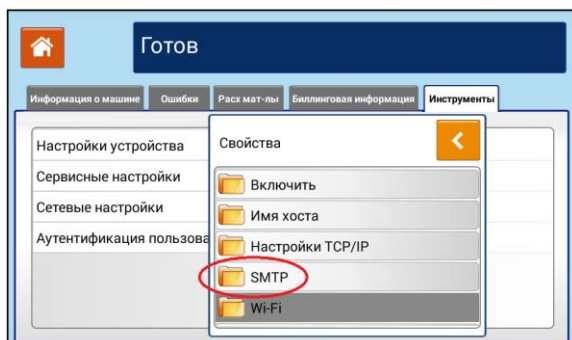 Готов
Информация о машине Ошибки Расх мат-лы Биллинговая информация Инструменты
Настройки устройства
Сервисные настройки
Сетевые настройки
Аутентификация пользова
Свойства
Включить
Имя хоста
Настройки TCP/IP
SMTP
Wi-Fi